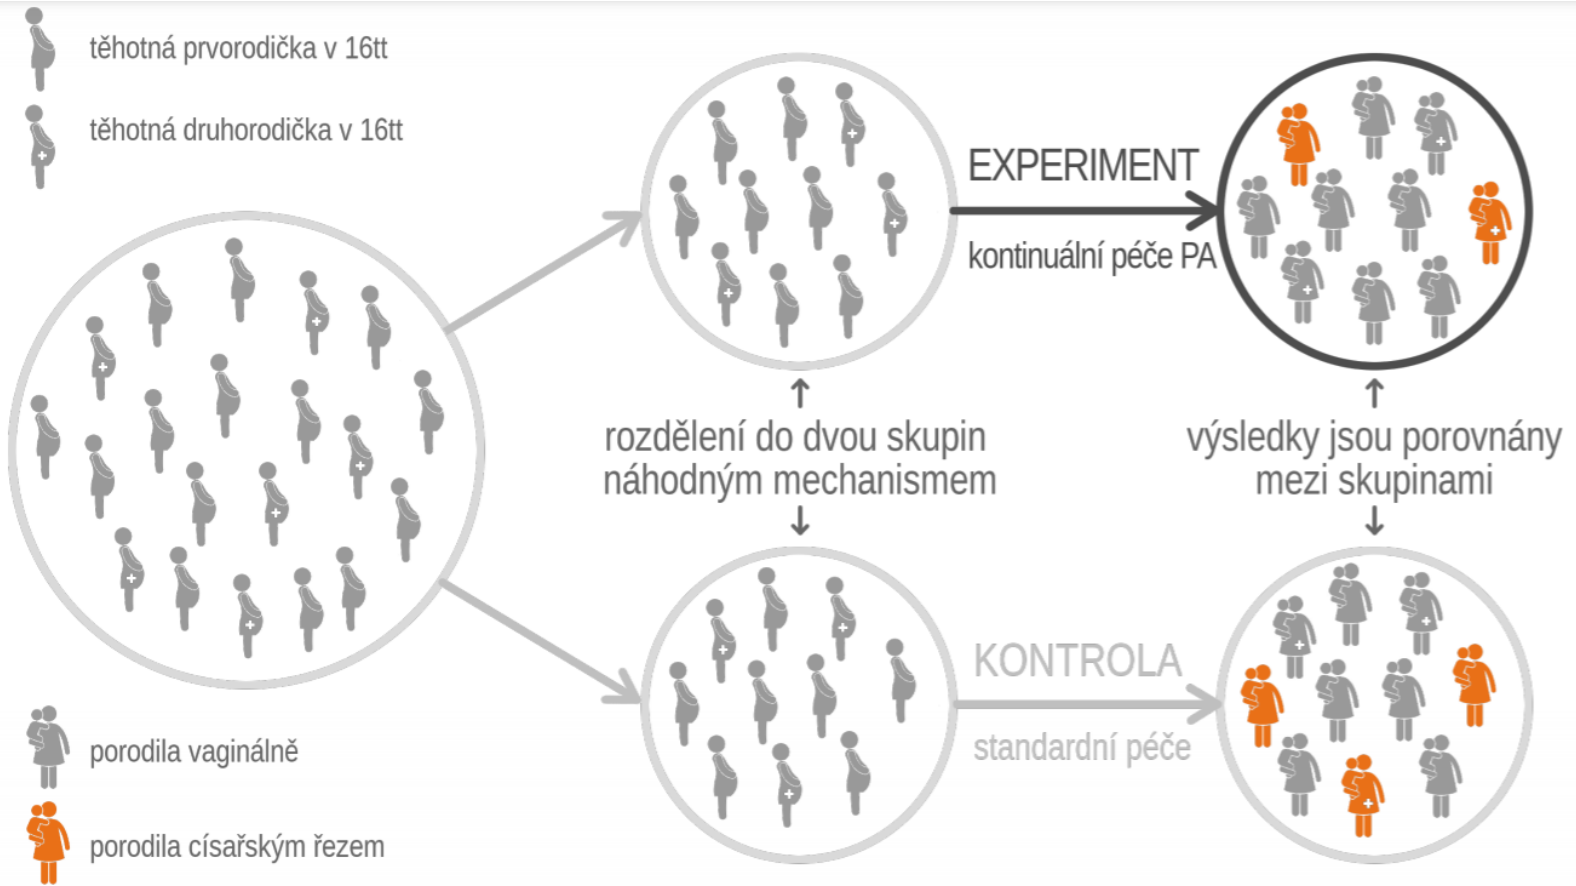 těhotná prvorodička v 16tt
těhotná druhorodička v 16tt
EXPERIMENT
kontinuální péče PA
rozdělení do dvou skupin
náhodným mechanismem
výsledky jsou porovnány
mezi skupinami
KONTROLA
standardní péče
porodila vaginálně
porodila císařským řezem